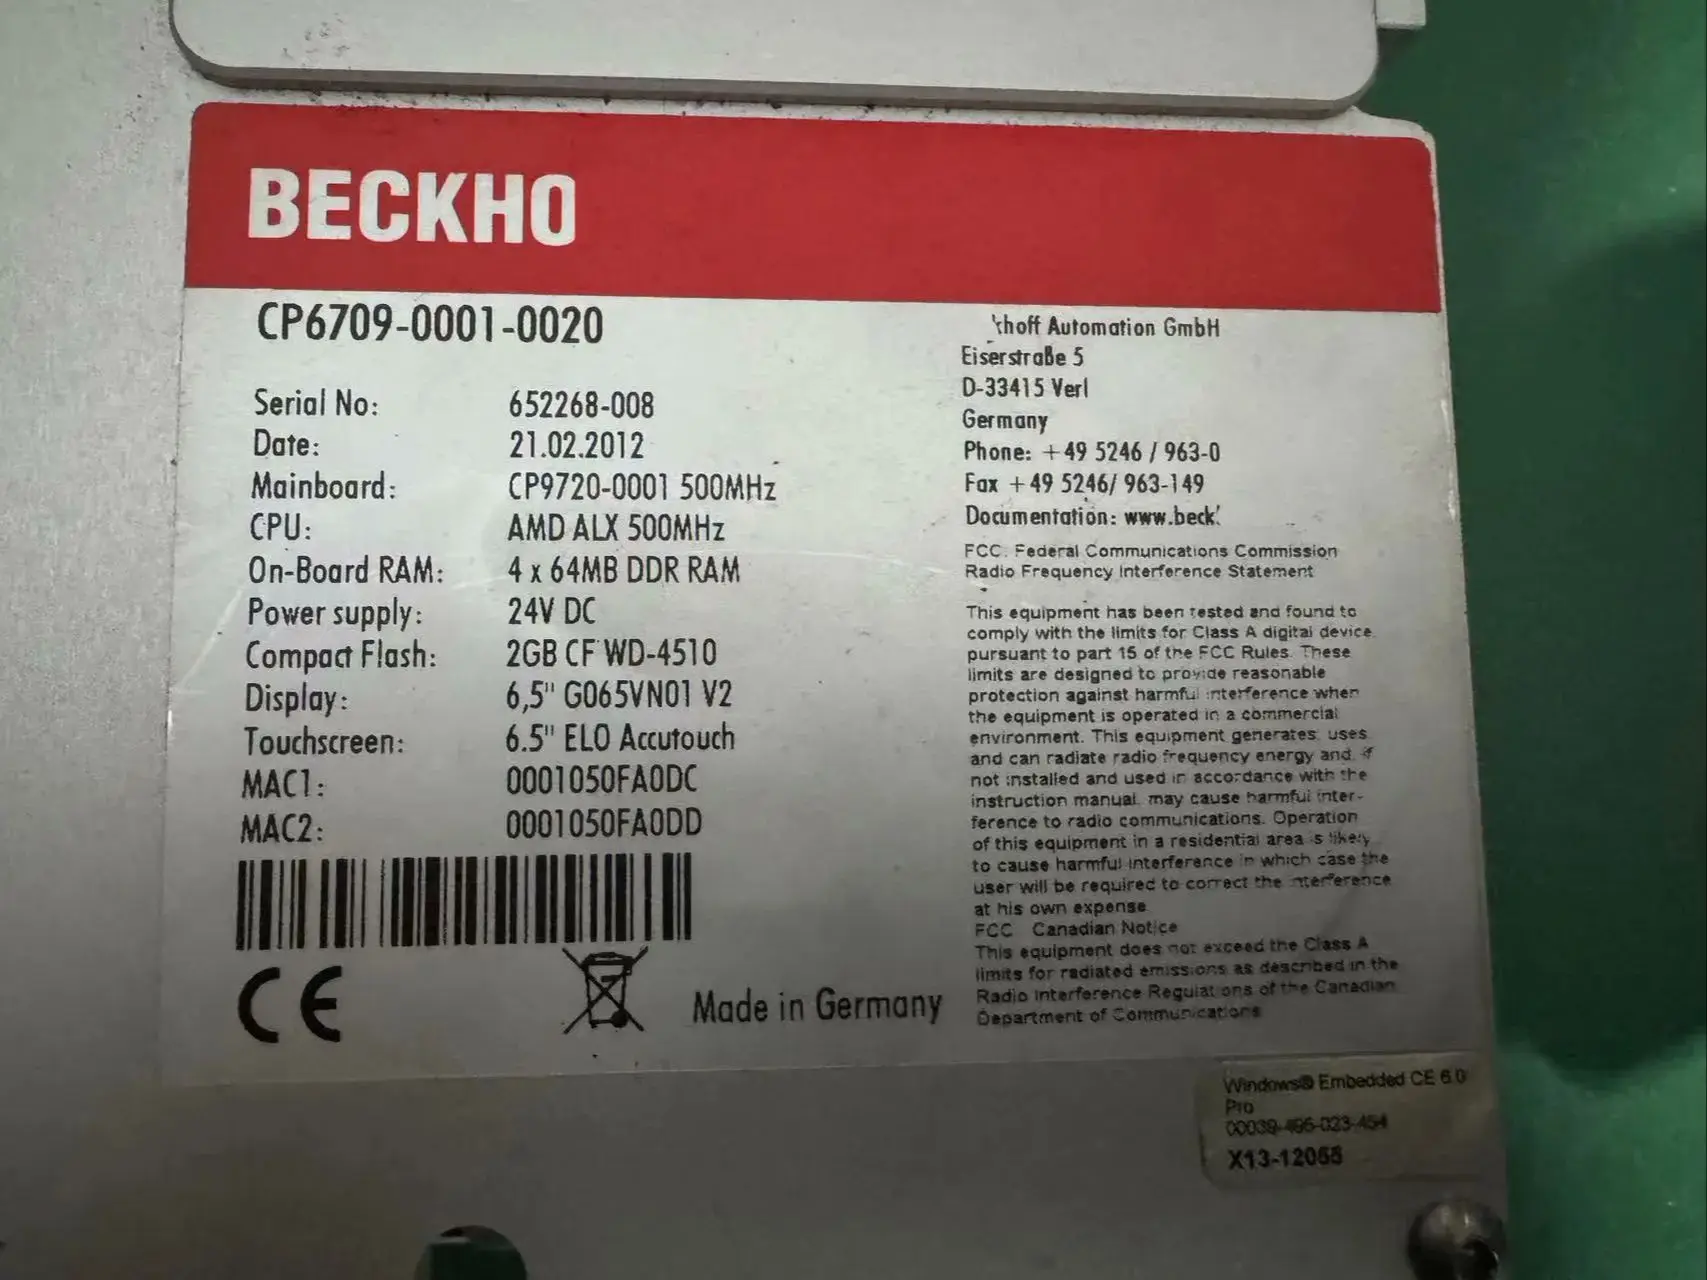 BECKHO
CP6709-0001-0020
Serial No: 652268-008
Date: 21.02.2012
Mainboard: CP9720-0001 500MHz
CPU: AMD ALX 500MHz
On-Board RAM: 4 x 64MB DDR RAM
Power supply: 24V DC
Compact Flash: 2GB CF WD-4510
Display: 6,5" G065VN01 V2
Touchscreen: 6.5" ELO Accutouch
MAC1: 0001050FA0DC
MAC2: 0001050FA0DD
CE
Made in Germany
hoff Automation GmbH
Eiserstraße 5
D-33415 Verl
Germany
Phone: +49 5246 / 963-0
Fax +49 5246/ 963-149
Documentation: www.beck
FCC: Federal Communications Commission
Radio Frequency Interference Statement
This equipment has been tested and found to
comply with the limits for Class A digital device
pursuant to part 15 of the FCC Rules. These
limits are designed to provide reasonable
protection against harmful interference when
the equipment is operated in a commercial
environment. This equipment generates, uses
and can radiate radio frequency energy and, if
not installed and used in accordance with the
instruction manual, may cause harmful inter-
ference to radio communications. Operation
of this equipment in a residential area is likely
to cause harmful interference in which case the
user will be required to correct the interference
at his own expense
FCC Canadian Notice
This equipment does not exceed the Class A
limits for radiated emissions as described in the
Radio Interference Regulations of the Canadian
Department of Communications
Windows® Embedded CE 6.0
Pro
00039-496-023-454